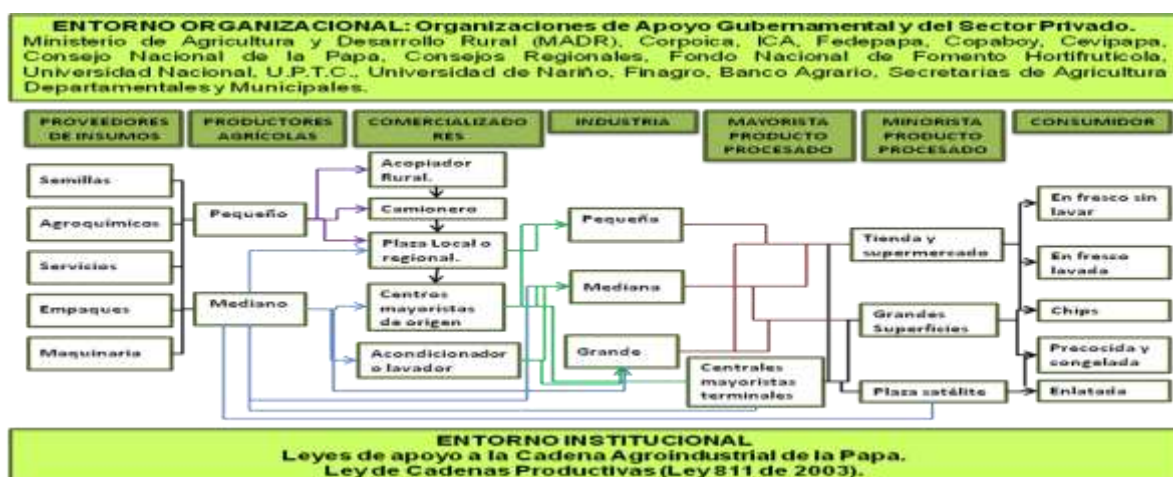 ENTORNO ORGANIZACIONAL: Organizaciones de Apoyo Gubernamental y del Sector Privado.
Ministerio de Agricultura y Desarrollo Rural (MADR), Corpoica, ICA, Fedepapa, Copaboy, Cevipapa,
Consejo Nacional de la Papa, Consejos Regionales, Fondo Nacional de Fomento Hortifrutícola,
Universidad Nacional, U.P.T.C., Universidad de Nariño, Finagro, Banco Agrario, Secretarias de Agricultura
Departamentales y Municipales.
PROVEEDORES
DE INSUMOS
PRODUCTORES
AGRÍCOLAS
COMERCIALIZADO
RES
INDUSTRIA
MAYORISTA
PRODUCTO
PROCESADO
MINORISTA
PRODUCTO
PROCESADO
CONSUMIDOR
Semillas
Agroquímicos
Servicios
Empaques
Maquinaria
Pequeño
Mediano
Acopiador
Rural.
Camionero
Plaza Local o
regional.
Centros
mayoristas
de origen
Acondicionador
o lavador
Pequeña
Mediana
Grande
Centrales
mayoristas
terminales
Tienda y
supermercado
Grandes
Superficies
Plaza satélite
En fresco sin
lavar
En fresco
lavada
Chips
Precocida y
congelada
Enlatada
ENTORNO INSTITUCIONAL
Leyes de apoyo a la Cadena Agroindustrial de la Papa.
Ley de Cadenas Productivas (Ley 811 de 2003).